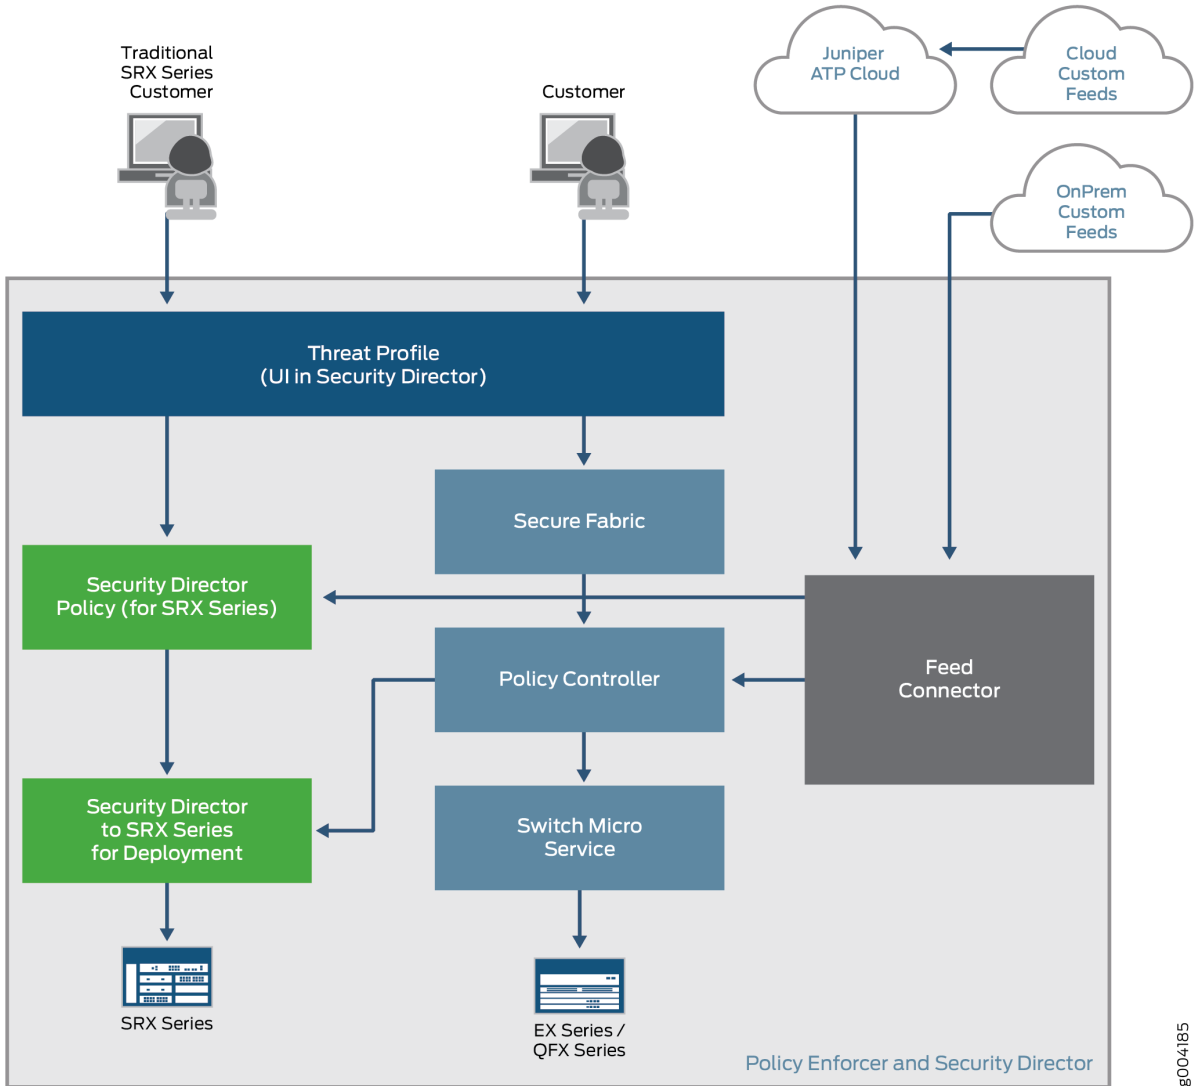 Traditional
SRX Series
Customer
Customer
Juniper
ATP Cloud
Cloud
Custom
Feeds
OnPrem
Custom
Feeds
Threat Profile
(UI in Security Director)
Secure Fabric
Security Director
Policy (for SRX Series)
Policy Controller
Feed
Connector
Security Director
to SRX Series
for Deployment
Switch Micro
Service
SRX Series
EX Series /
QFX Series
Policy Enforcer and Security Director
g004185